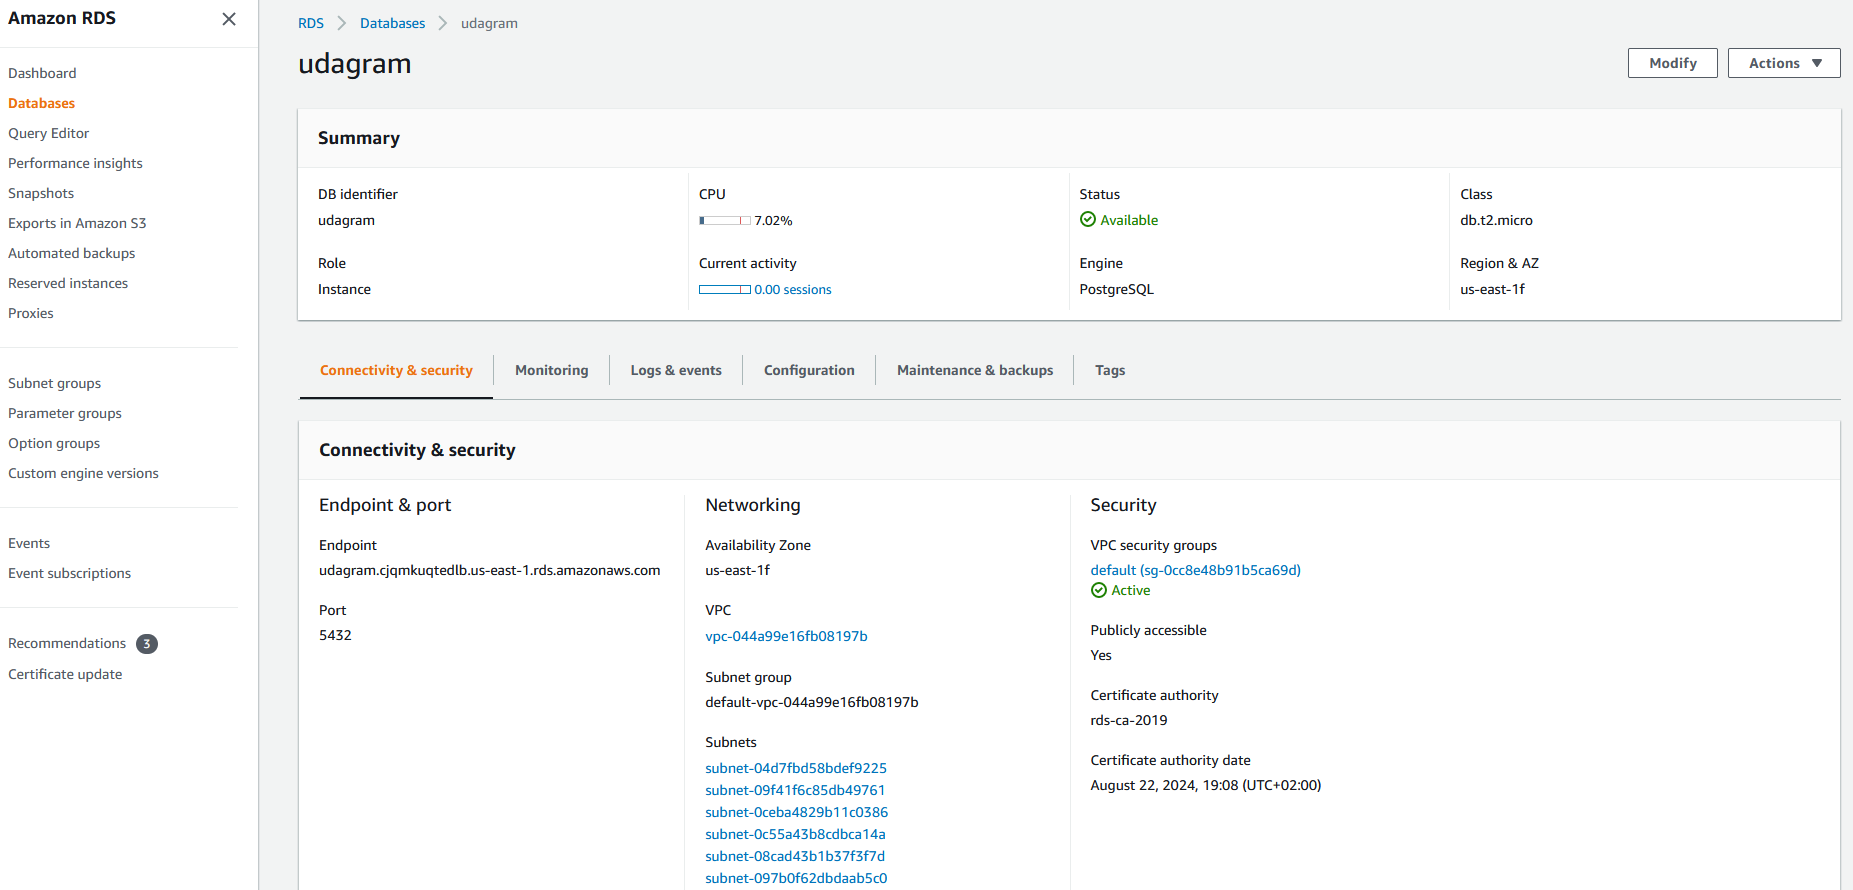 Amazon RDS
Dashboard
Databases
Query Editor
Performance insights
Snapshots
Exports in Amazon S3
Automated backups
Reserved instances
Proxies
Subnet groups
Parameter groups
Option groups
Custom engine versions
Events
Event subscriptions
Recommendations 3
Certificate update
RDS Databases udagram
udagram
Modify
Actions
Summary
DB identifier
udagram
CPU
7.02%
Status
Available
Class
db.t2.micro
Role
Instance
Current activity
0.00 sessions
Engine
PostgreSQL
Region & AZ
us-east-1f
Connectivity & security
Monitoring
Logs & events
Configuration
Maintenance & backups
Tags
Connectivity & security
Endpoint & port
Endpoint
udagram.cjqmkuqtedlb.us-east-1.rds.amazonaws.com
Port
5432
Networking
Availability Zone
us-east-1f
VPC
vpc-044a99e16fb08197b
Subnet group
default-vpc-044a99e16fb08197b
Subnets
subnet-04d7fbd58bdef9225
subnet-09f41f6c85db49761
subnet-0ceba4829b11c0386
subnet-0c55a43b8cdbca14a
subnet-08cad43b1b37f3f7d
subnet-097b0f62dbdaab5c0
Security
VPC security groups
default (sg-0cc8e48b91b5ca69d)
Active
Publicly accessible
Yes
Certificate authority
rds-ca-2019
Certificate authority date
August 22, 2024, 19:08 (UTC+02:00)